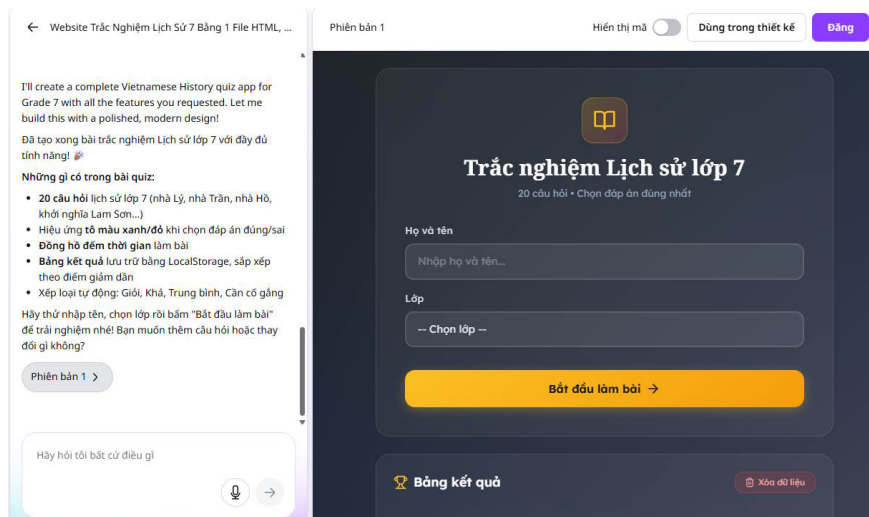 Website Trắc Nghiệm Lịch Sử 7 Bằng 1 File HTML, ...
I'll create a complete Vietnamese History quiz app for
Grade 7 with all the features you requested. Let me
build this with a polished, modern design!
Đã tạo xong bài trắc nghiệm Lịch sử lớp 7 với đầy đủ
tính năng! 🎉
Những gì có trong bài quiz:
• 20 câu hỏi lịch sử lớp 7 (nhà Lý, nhà Trần, nhà Hồ,
khởi nghĩa Lam Sơn...)
• Hiệu ứng tô màu xanh/đỏ khi chọn đáp án đúng/sai
• Đồng hồ đếm thời gian làm bài
• Bảng kết quả lưu trữ bằng LocalStorage, sắp xếp
theo điểm giảm dần
• Xếp loại tự động: Giỏi, Khá, Trung bình, Cần cố gắng
Hãy thử nhập tên, chọn lớp rồi bấm "Bắt đầu làm bài"
để trải nghiệm nhé! Bạn muốn thêm câu hỏi hoặc thay
đổi gì không?
Phiên bản 1
Hãy hỏi tôi bất cứ điều gì
Phiên bản 1
Hiển thị mã
Dùng trong thiết kế
Đăng
Trắc nghiệm Lịch sử lớp 7
20 câu hỏi • Chọn đáp án đúng nhất
Họ và tên
Nhập họ và tên...
Lớp
-- Chọn lớp --
Bắt đầu làm bài →
Bảng kết quả
Xóa dữ liệu